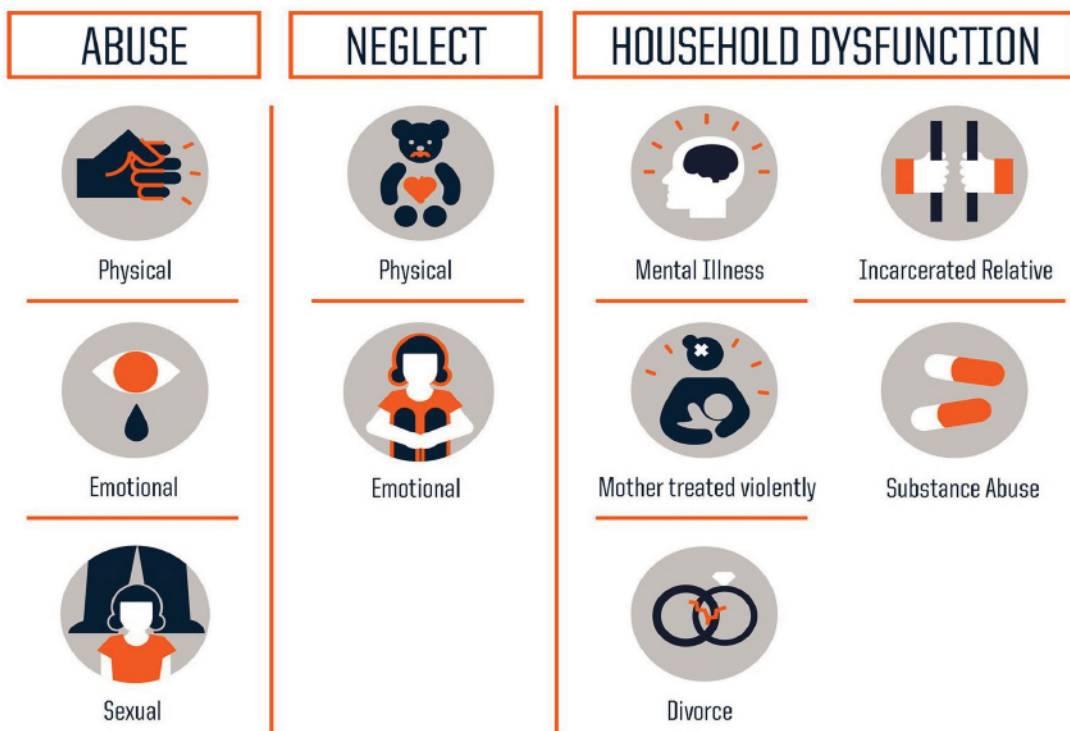 ABUSE
NEGLECT
HOUSEHOLD DYSFUNCTION
Physical
Emotional
Sexual
Physical
Emotional
Mental Illness
Incarcerated Relative
Mother treated violently
Substance Abuse
Divorce